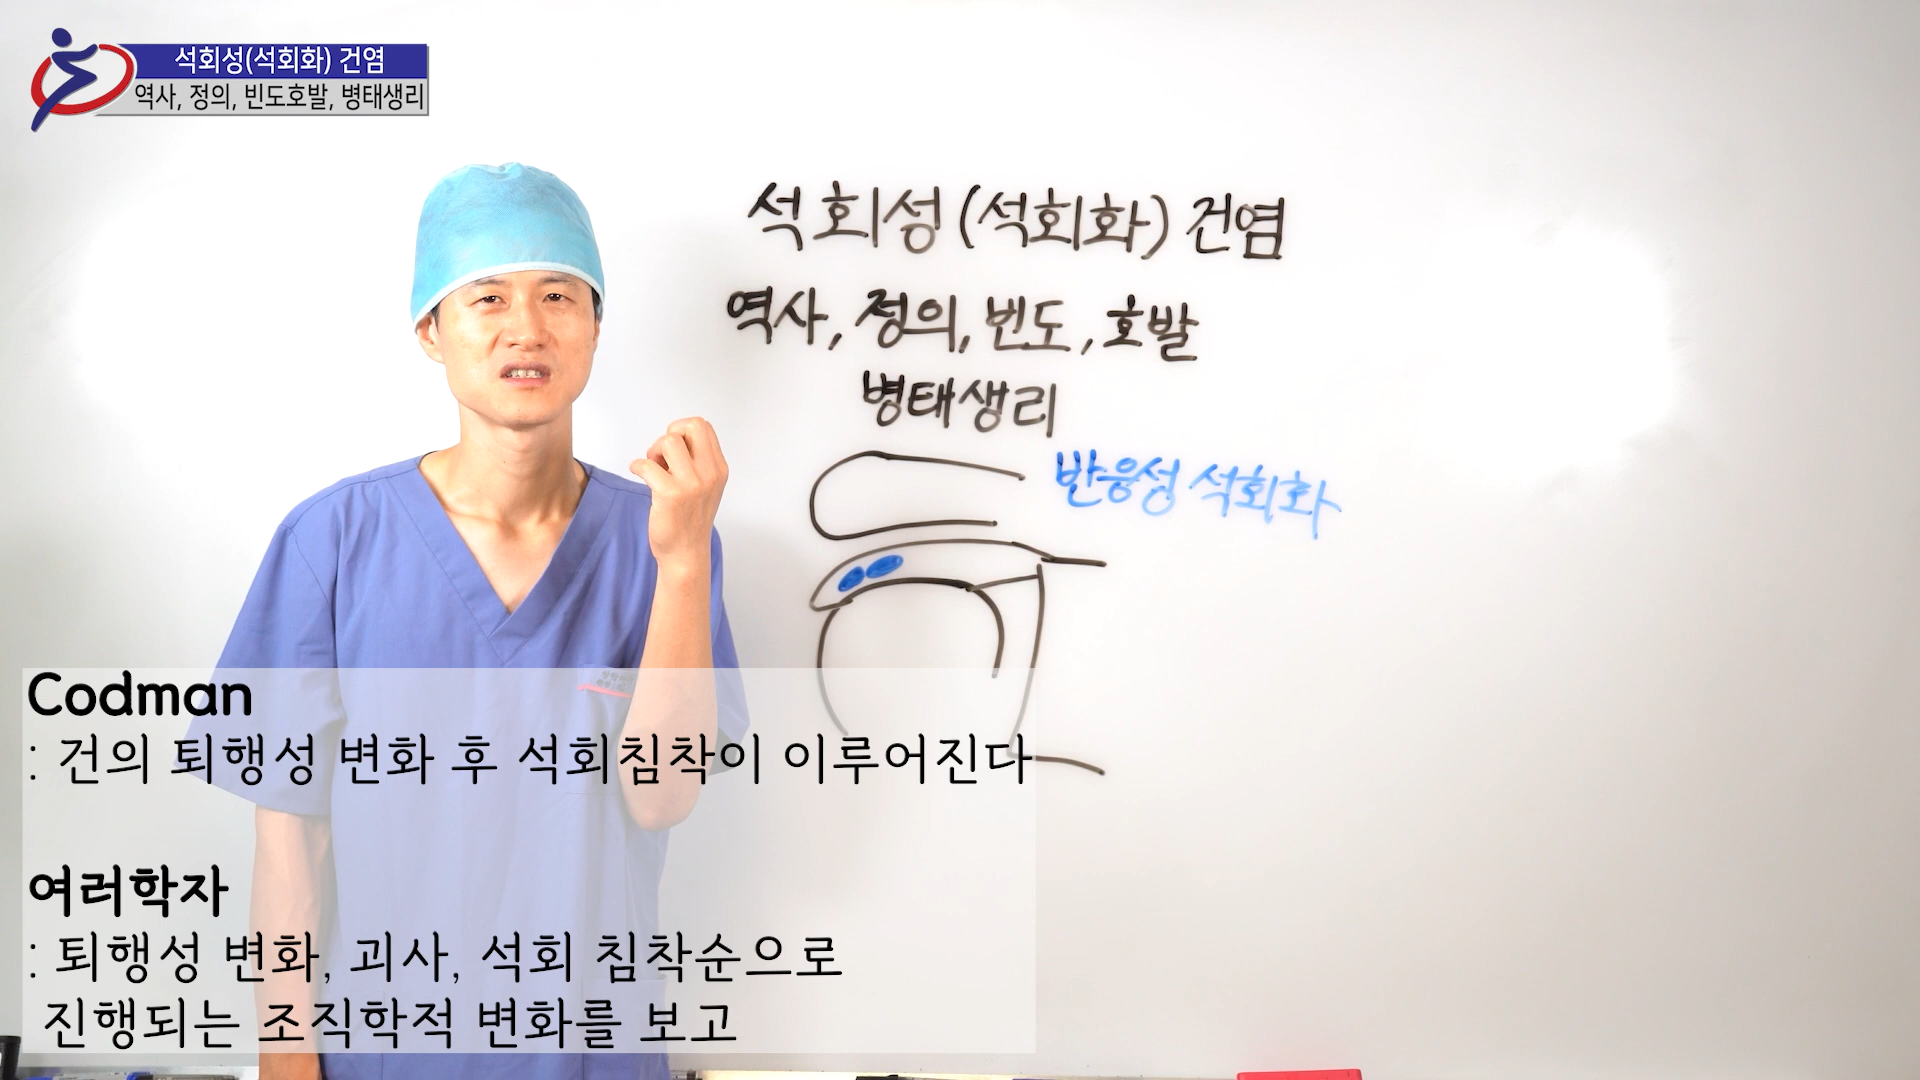 석회성(석회화) 건염
역사, 정의, 빈도호발, 병태생리
석회성(석회화) 건염
역사, 정의, 빈도, 호발
병태생리
반응성 석회화
Codman
: 건의 퇴행성 변화 후 석회침착이 이루어진다
여러학자
: 퇴행성 변화, 괴사, 석회 침착순으로
진행되는 조직학적 변화를 보고